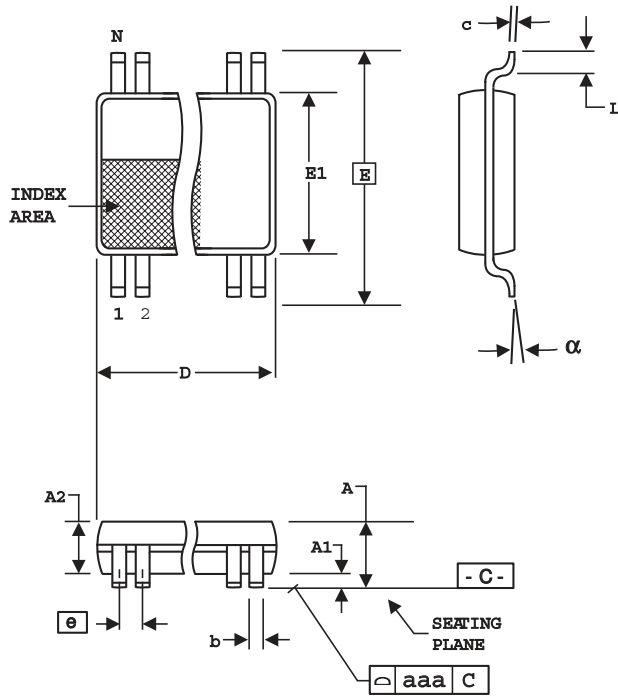 N
c
L
E1
E
INDEX
AREA
1 2
α
D
A2
A
A1
- C-
e
b
SEATING
PLANE
aaa C